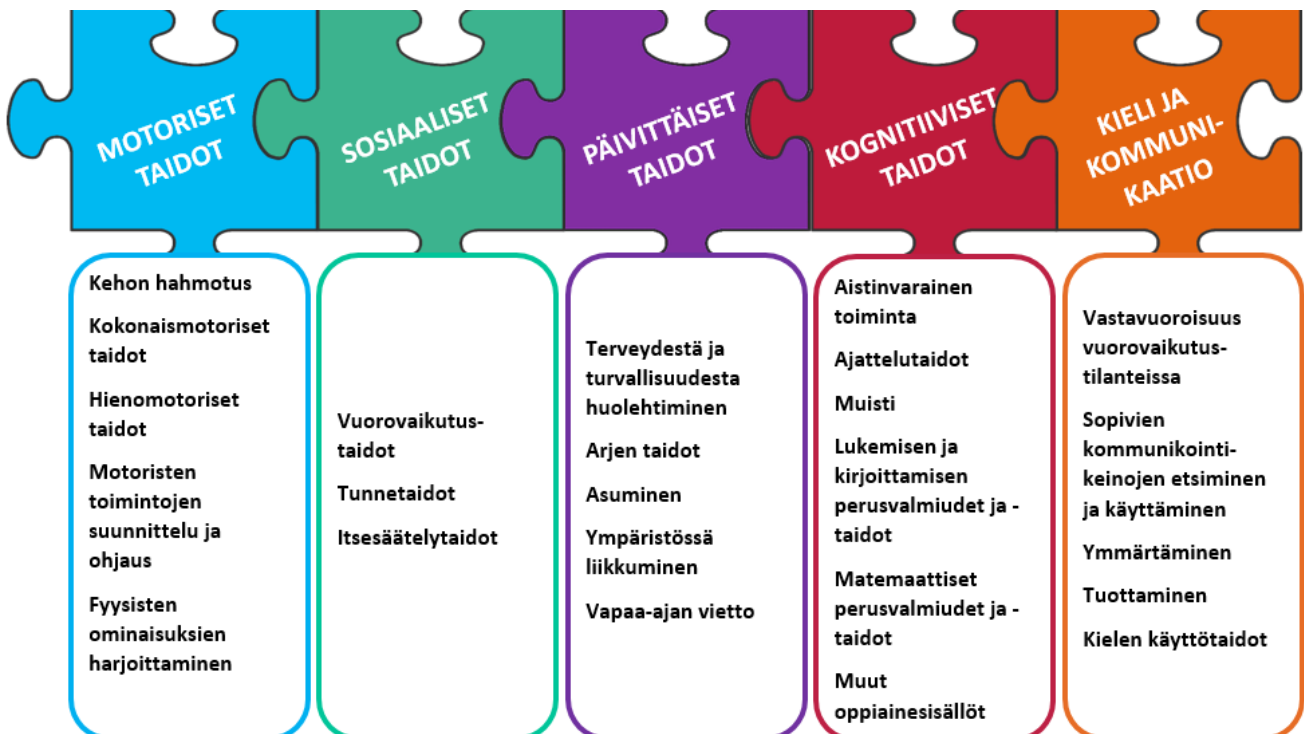 MOTORISET
TAIDOT
Kehon hahmotus
Kokonaismotoriset
taidot
Hienomotoriset
taidot
Motoristen
toimintojen
suunnittelu ja
ohjaus
Fyysisten
ominaisuksien
harjoittaminen
SOSIAALISET
TAIDOT
Vuorovaikutus-
taidot
Tunnetaidot
Itsesäätelytaidot
PÄIVITTÄISET
TAIDOT
Terveydestä ja
turvallisuudesta
huolehtiminen
Arjen taidot
Asuminen
Ympäristössä
liikkuminen
Vapaa-ajan vietto
KOGNITIIVISET
TAIDOT
Aistinvarainen
toiminta
Ajattelutaidot
Muisti
Lukemisen ja
kirjoittamisen
perusvalmiudet ja -
taidot
Matemaattiset
perusvalmiudet ja -
taidot
Muut
oppiainesisällöt
KIELI JA
KOMMUNI-
KAATIO
Vastavuoroisuus
vuorovaikutus-
tilanteissa
Sopivien
kommunikointi-
keinojen etsiminen
ja käyttäminen
Ymmärtäminen
Tuottaminen
Kielen käyttötaidot